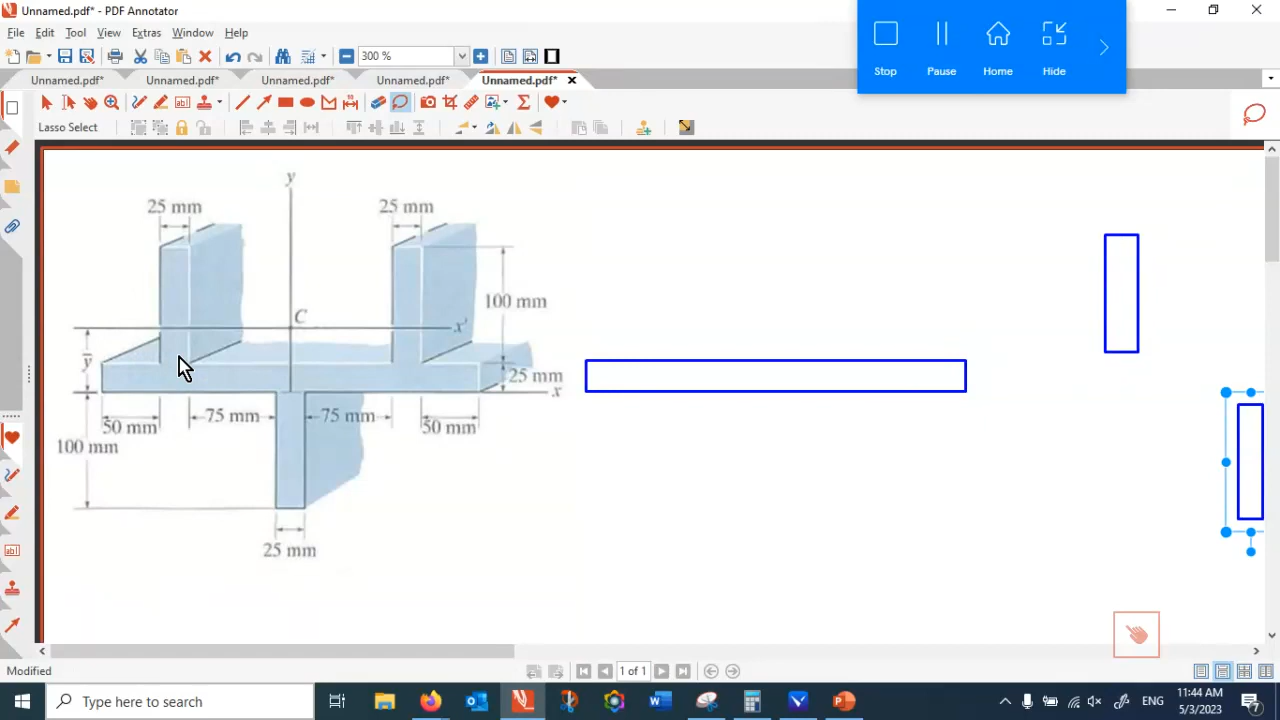 Unnamed.pdf* - PDF Annotator
File Edit Tool View Extras Window Help
300 %
Unnamed.pdf* Unnamed.pdf* Unnamed.pdf* Unnamed.pdf* Unnamed.pdf*
Stop Pause Home Hide
Lasso Select
y
25 mm 25 mm
100 mm
C
x'
y̅
25 mm
x
50 mm 75 mm 75 mm 50 mm
100 mm
25 mm
Modified
1 of 1
Type here to search
ENG
11:44 AM
5/3/2023
7